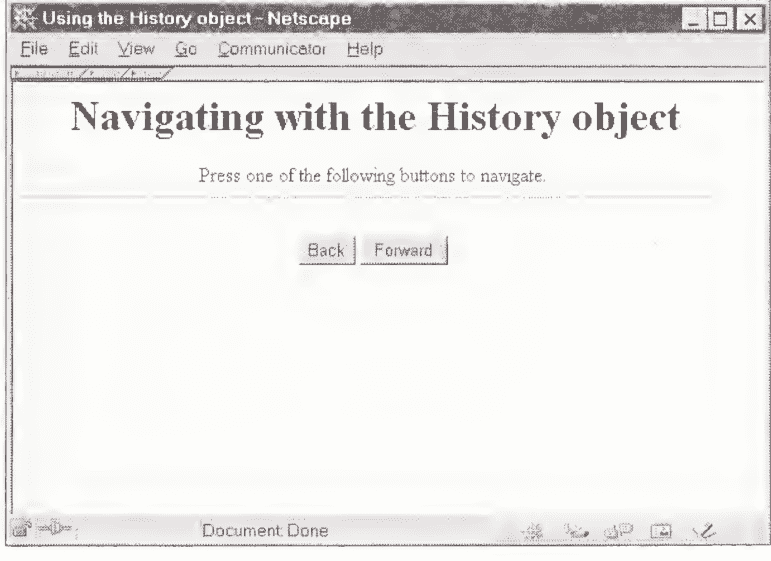 Using the History object - Netscape
File Edit View Go Communicator Help
Navigating with the History object
Press one of the following buttons to navigate.
Back Forward
Document: Done